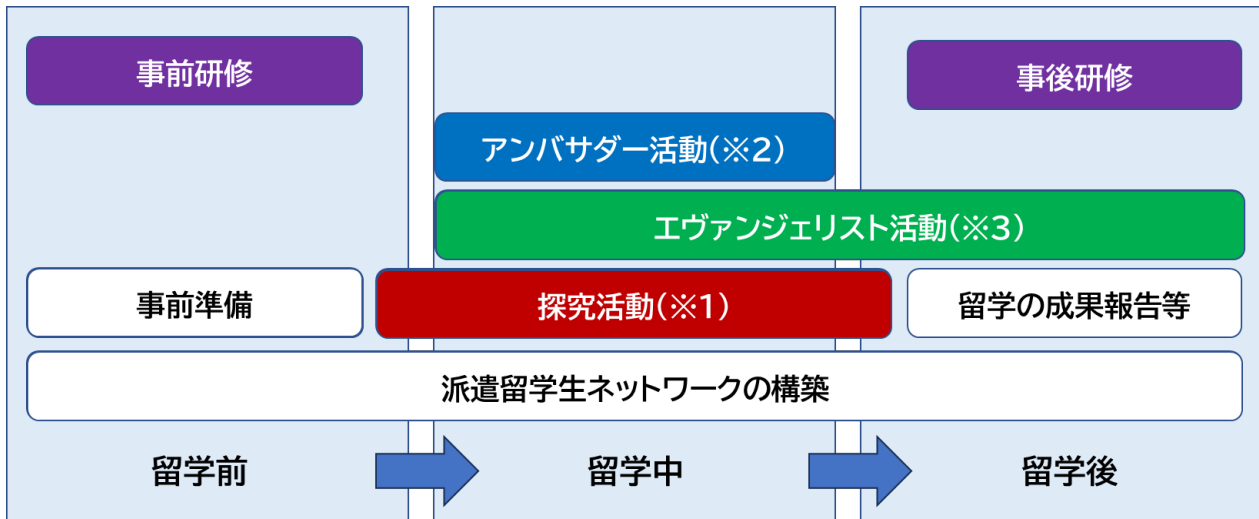 事前研修
事後研修
アンバサダー活動(※2)
エヴァンジェリスト活動(※3)
事前準備
探究活動(※1)
留学の成果報告等
派遣留学生ネットワークの構築
留学前
留学中
留学後